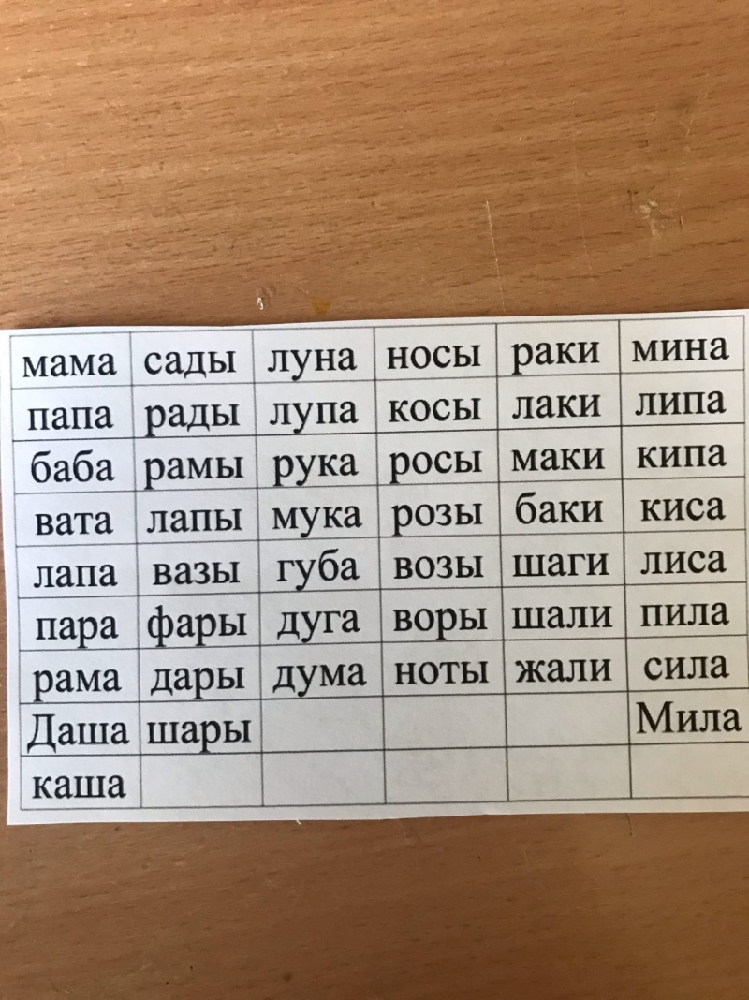 мама сады луна носы раки мина
папа рады лупа косы лаки липа
баба рамы рука росы маки кипа
вата лапы мука розы баки киса
лапа вазы губа возы шаги лиса
пара фары дуга воры шали пила
рама дары дума ноты жали сила
Даша шары Мила
каша